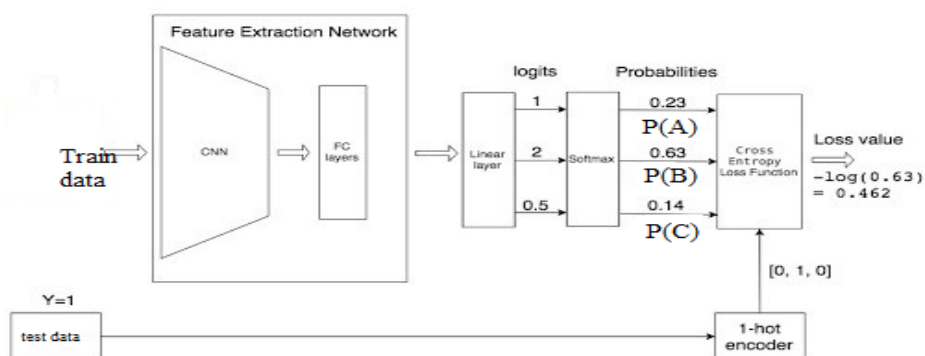 Feature Extraction Network
CNN
FC
layers
Train
data
logits
Probabilities
Linear
layer
1
2
0.5
Softmax
0.23
P(A)
0.63
P(B)
0.14
P(C)
Cross
Entropy
Loss Function
Loss value
-log(0.63)
= 0.462
[0, 1, 0]
Y=1
test data
1-hot
encoder